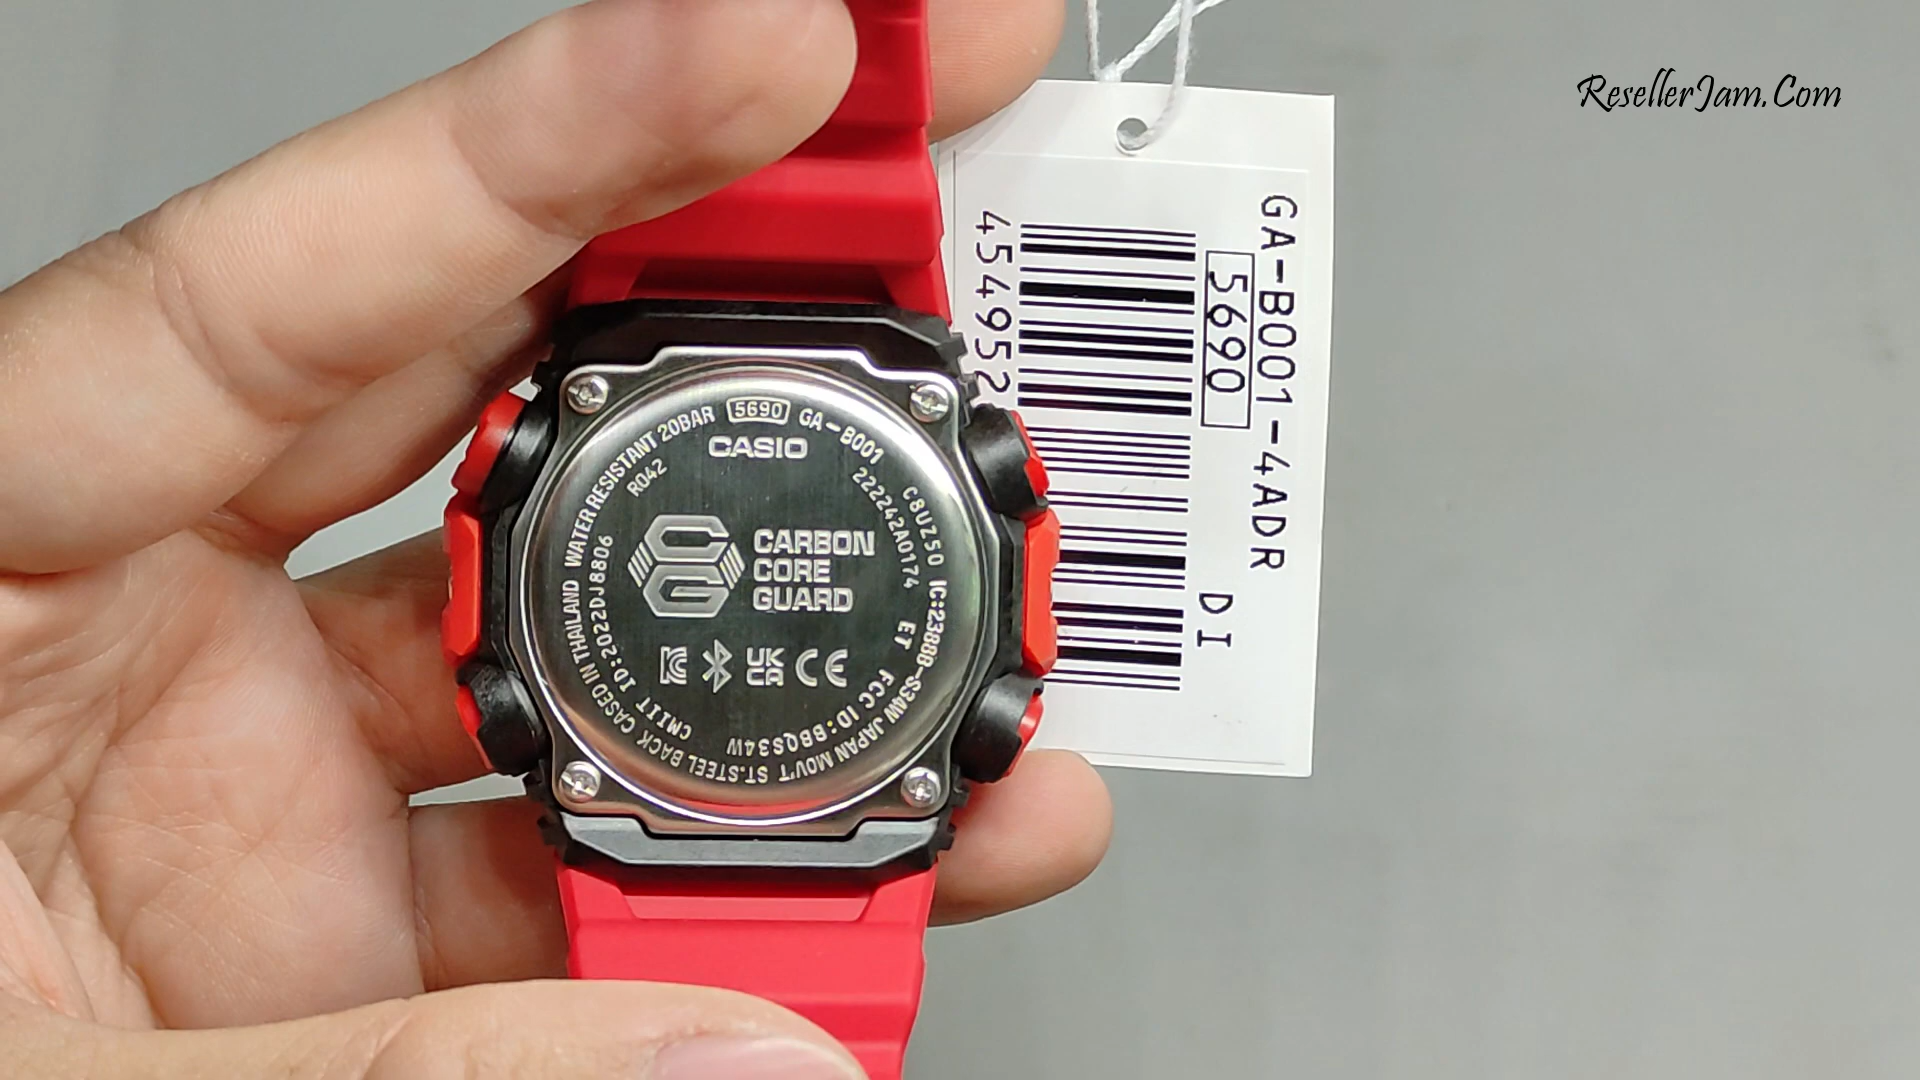 ResellerJam.Com
GA-B001-4ADR
5690
DI
454952
WATER RESISTANT 20BAR 5690 GA-B001
C8UZ50 IC:2388B-S34W JAPAN MOV'T ST.STEEL BACK CASED IN THAILAND
CASIO
R042
222242A0174
ET FCC ID:BBQS34W
CMIIT ID:2022DJ8806
CARBON
CORE
GUARD
UK
CA
CE